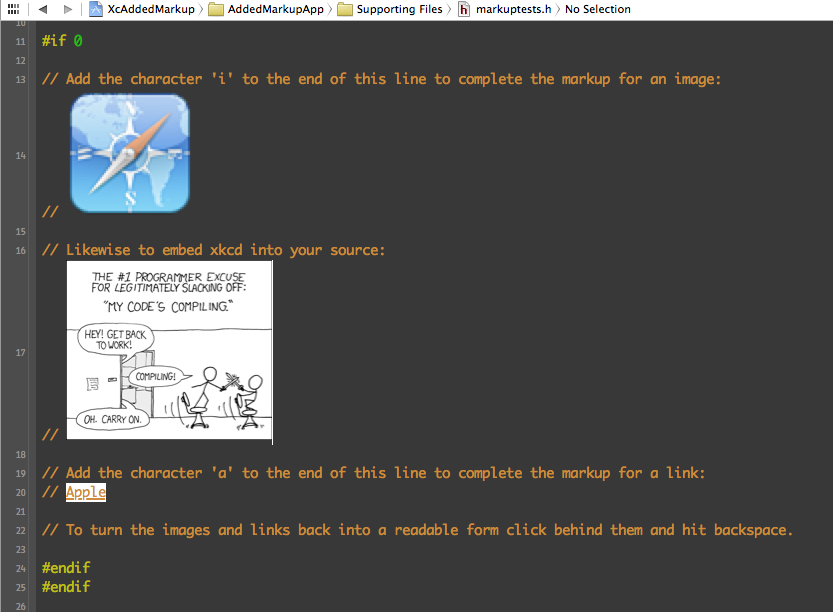 XcAddedMarkup AddedMarkupApp Supporting Files h markuptests.h No Selection
10
11 #if 0
12
13 // Add the character 'i' to the end of this line to complete the markup for an image:
N
S
14 //
15
16 // Likewise to embed xkcd into your source:
THE #1 PROGRAMMER EXCUSE
FOR LEGITIMATELY SLACKING OFF:
"MY CODE'S COMPILING."
HEY! GET BACK
TO WORK!
COMPILING!
OH. CARRY ON.
17 //
18
19 // Add the character 'a' to the end of this line to complete the markup for a link:
20 // Apple
21
22 // To turn the images and links back into a readable form click behind them and hit backspace.
23
24 #endif
25 #endif
26